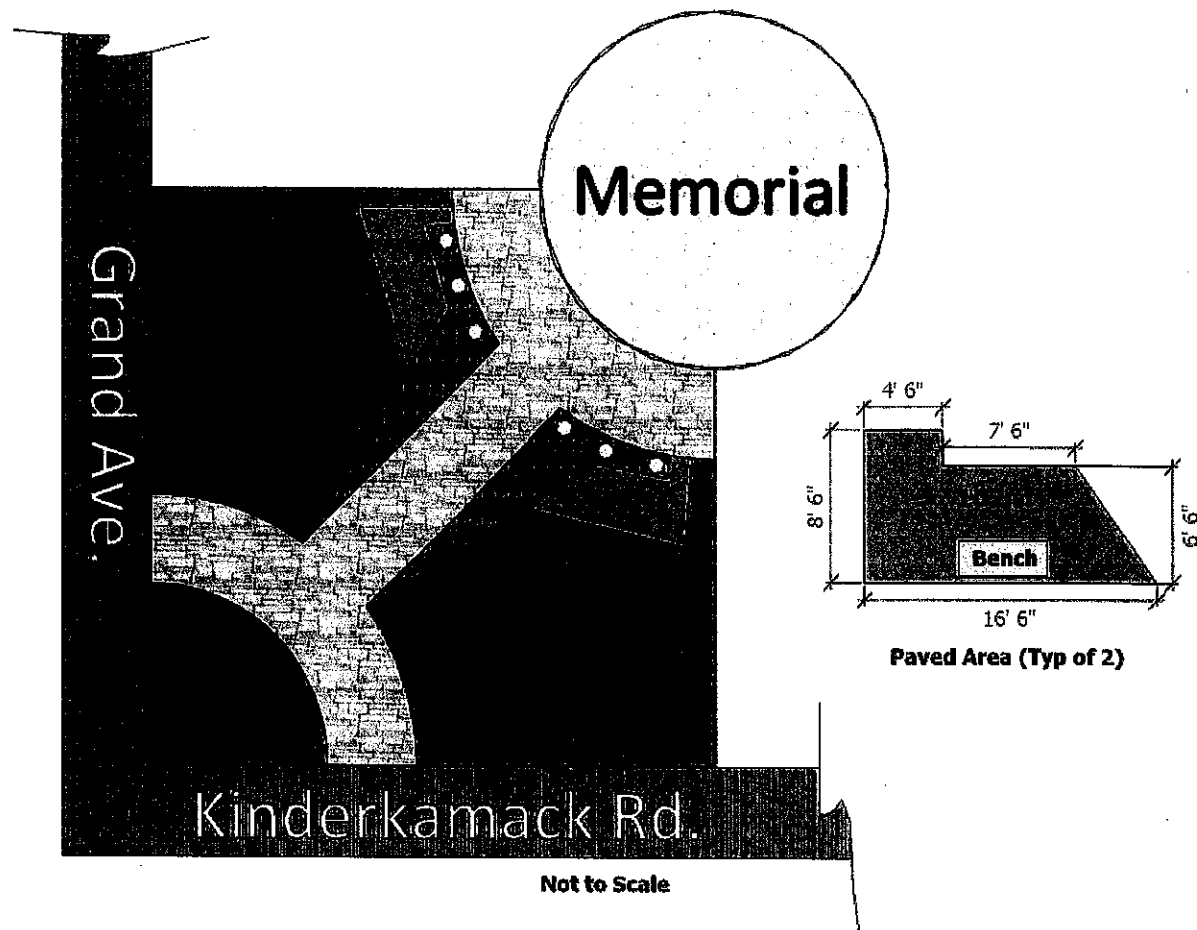 Memorial
Grand Ave.
4' 6"
7' 6"
8' 6"
6' 6"
Bench
16' 6"
Paved Area (Typ of 2)
Kinderkamack Rd.
Not to Scale